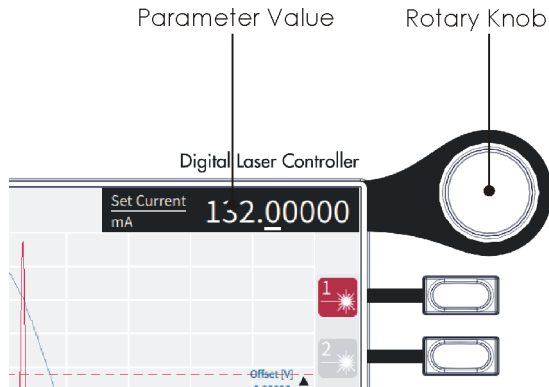 Parameter Value
Rotary Knob
Digital Laser Controller
Set Current
mA
132.00000
1
2
Offset [V]